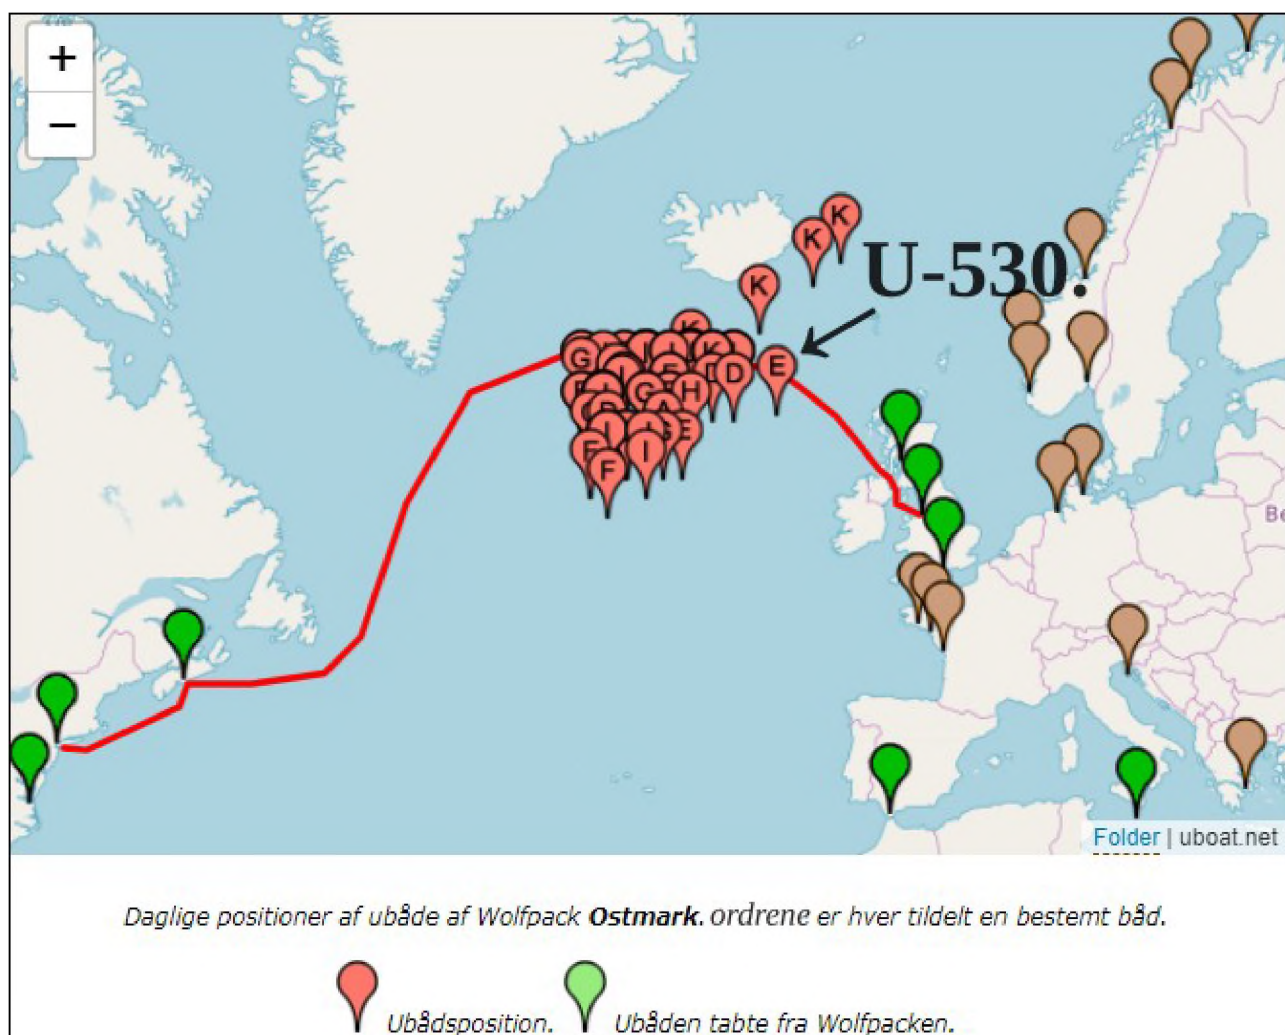 +
−
K
K
U-530.
K
K
G
I
I
K
E
L
E
D
D
G
H
A
I
E
E
I
F
Be
Folder | uboat.net
Daglige positioner af ubåde af Wolfpack Ostmark. ordrene er hver tildelt en bestemt båd.
Ubådsposition. Ubåden tabte fra Wolfpacken.